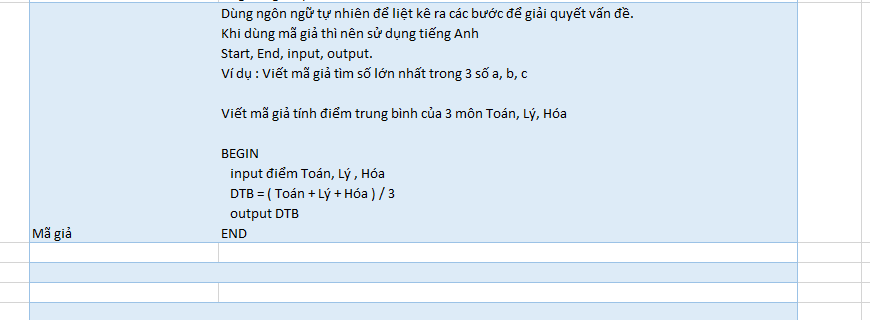 Dùng ngôn ngữ tự nhiên để liệt kê ra các bước để giải quyết vấn đề.
Khi dùng mã giả thì nên sử dụng tiếng Anh
Start, End, input, output.
Ví dụ : Viết mã giả tìm số lớn nhất trong 3 số a, b, c
Viết mã giả tính điểm trung bình của 3 môn Toán, Lý, Hóa
BEGIN
input điểm Toán, Lý , Hóa
DTB = ( Toán + Lý + Hóa ) / 3
output DTB
Mã giả END